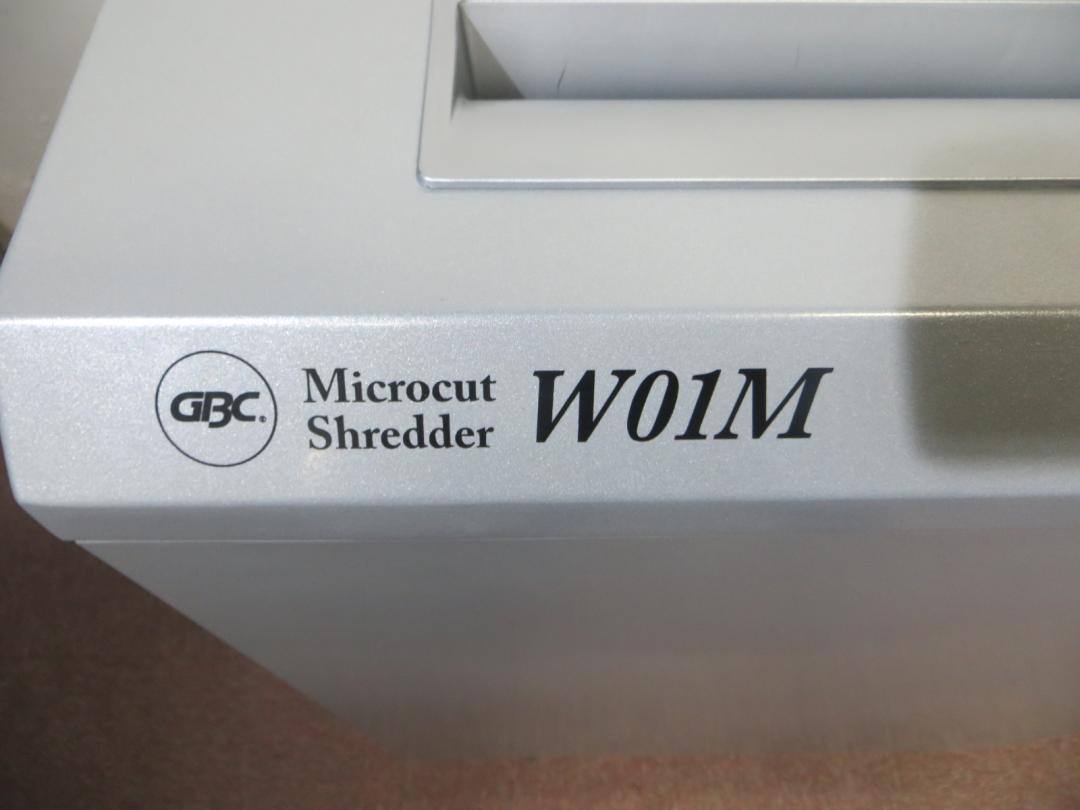 GBC.
Microcut
Shredder
W01M